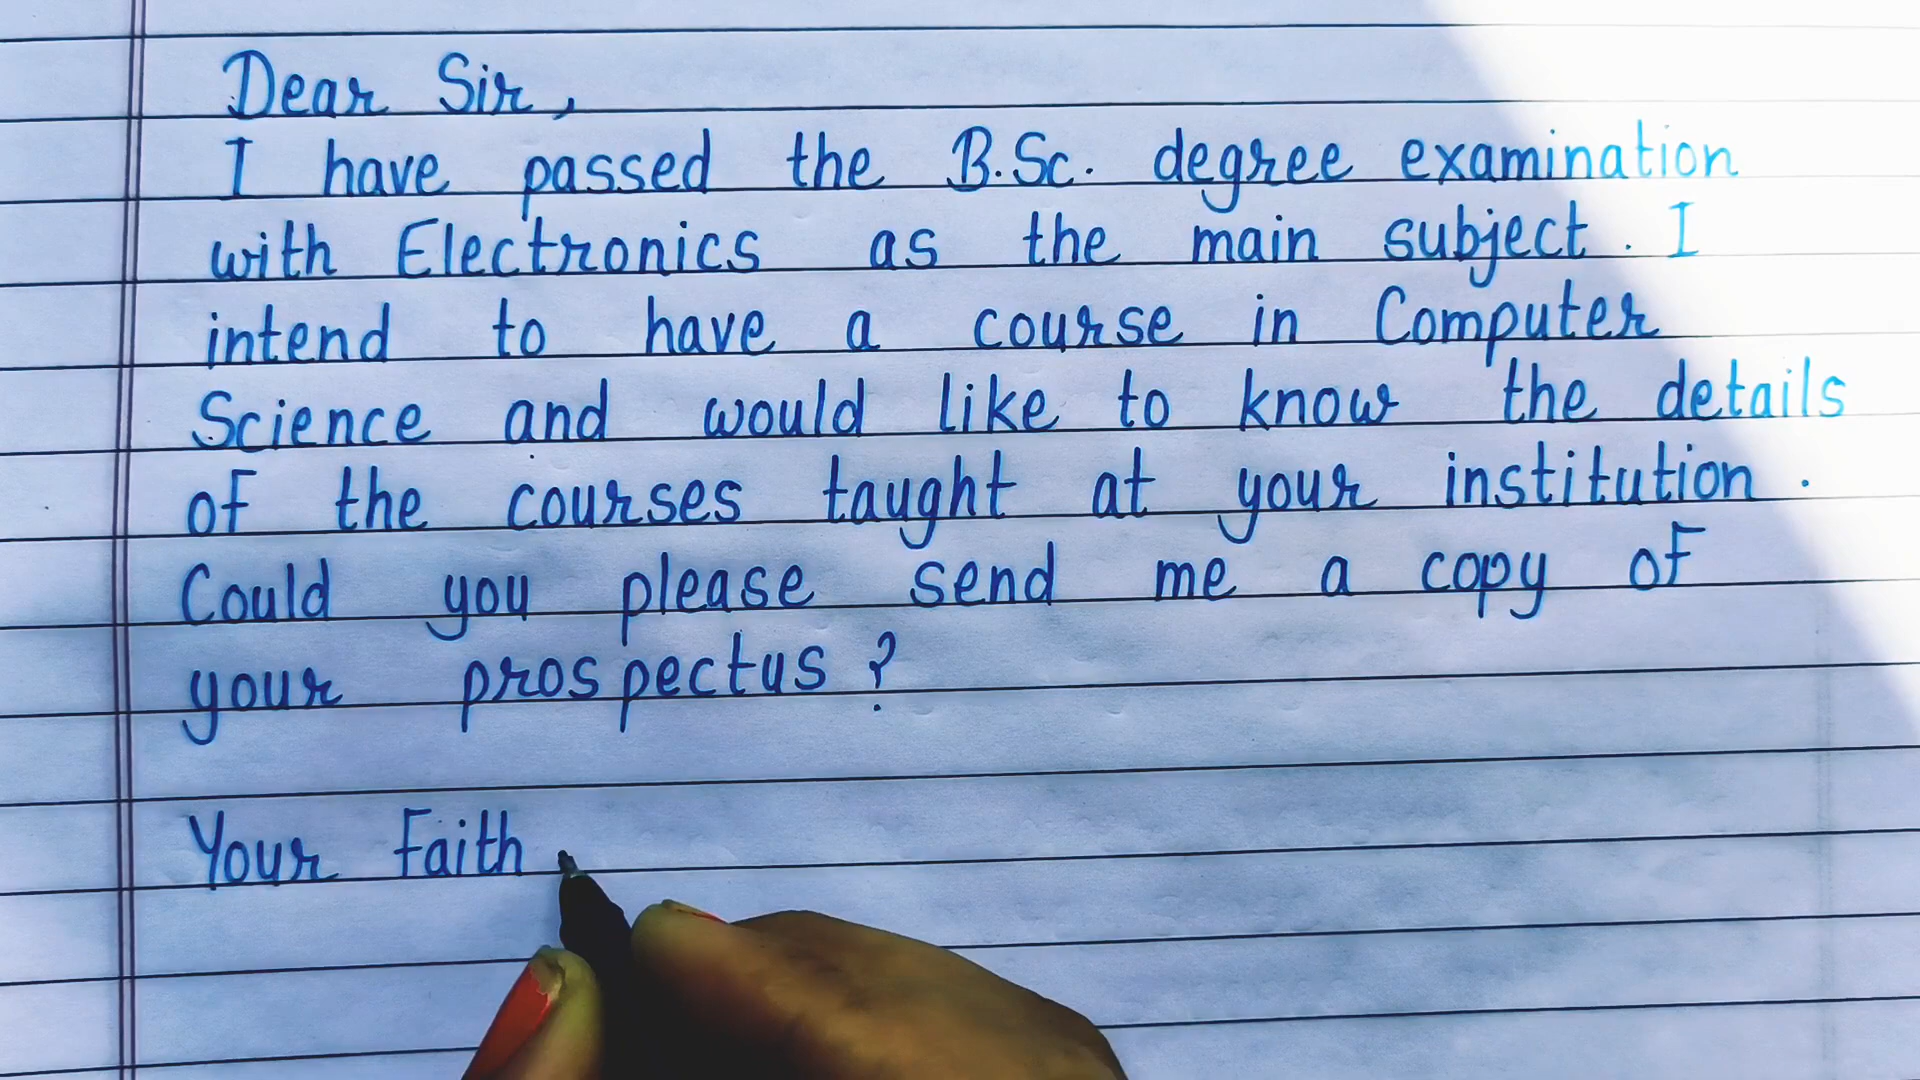 Dear Sir,
I have passed the B.Sc. degree examination
with Electronics as the main subject. I
intend to have a course in Computer
Science and would like to know the details
of the courses taught at your institution.
Could you please send me a copy of
your prospectus?
Your Faith